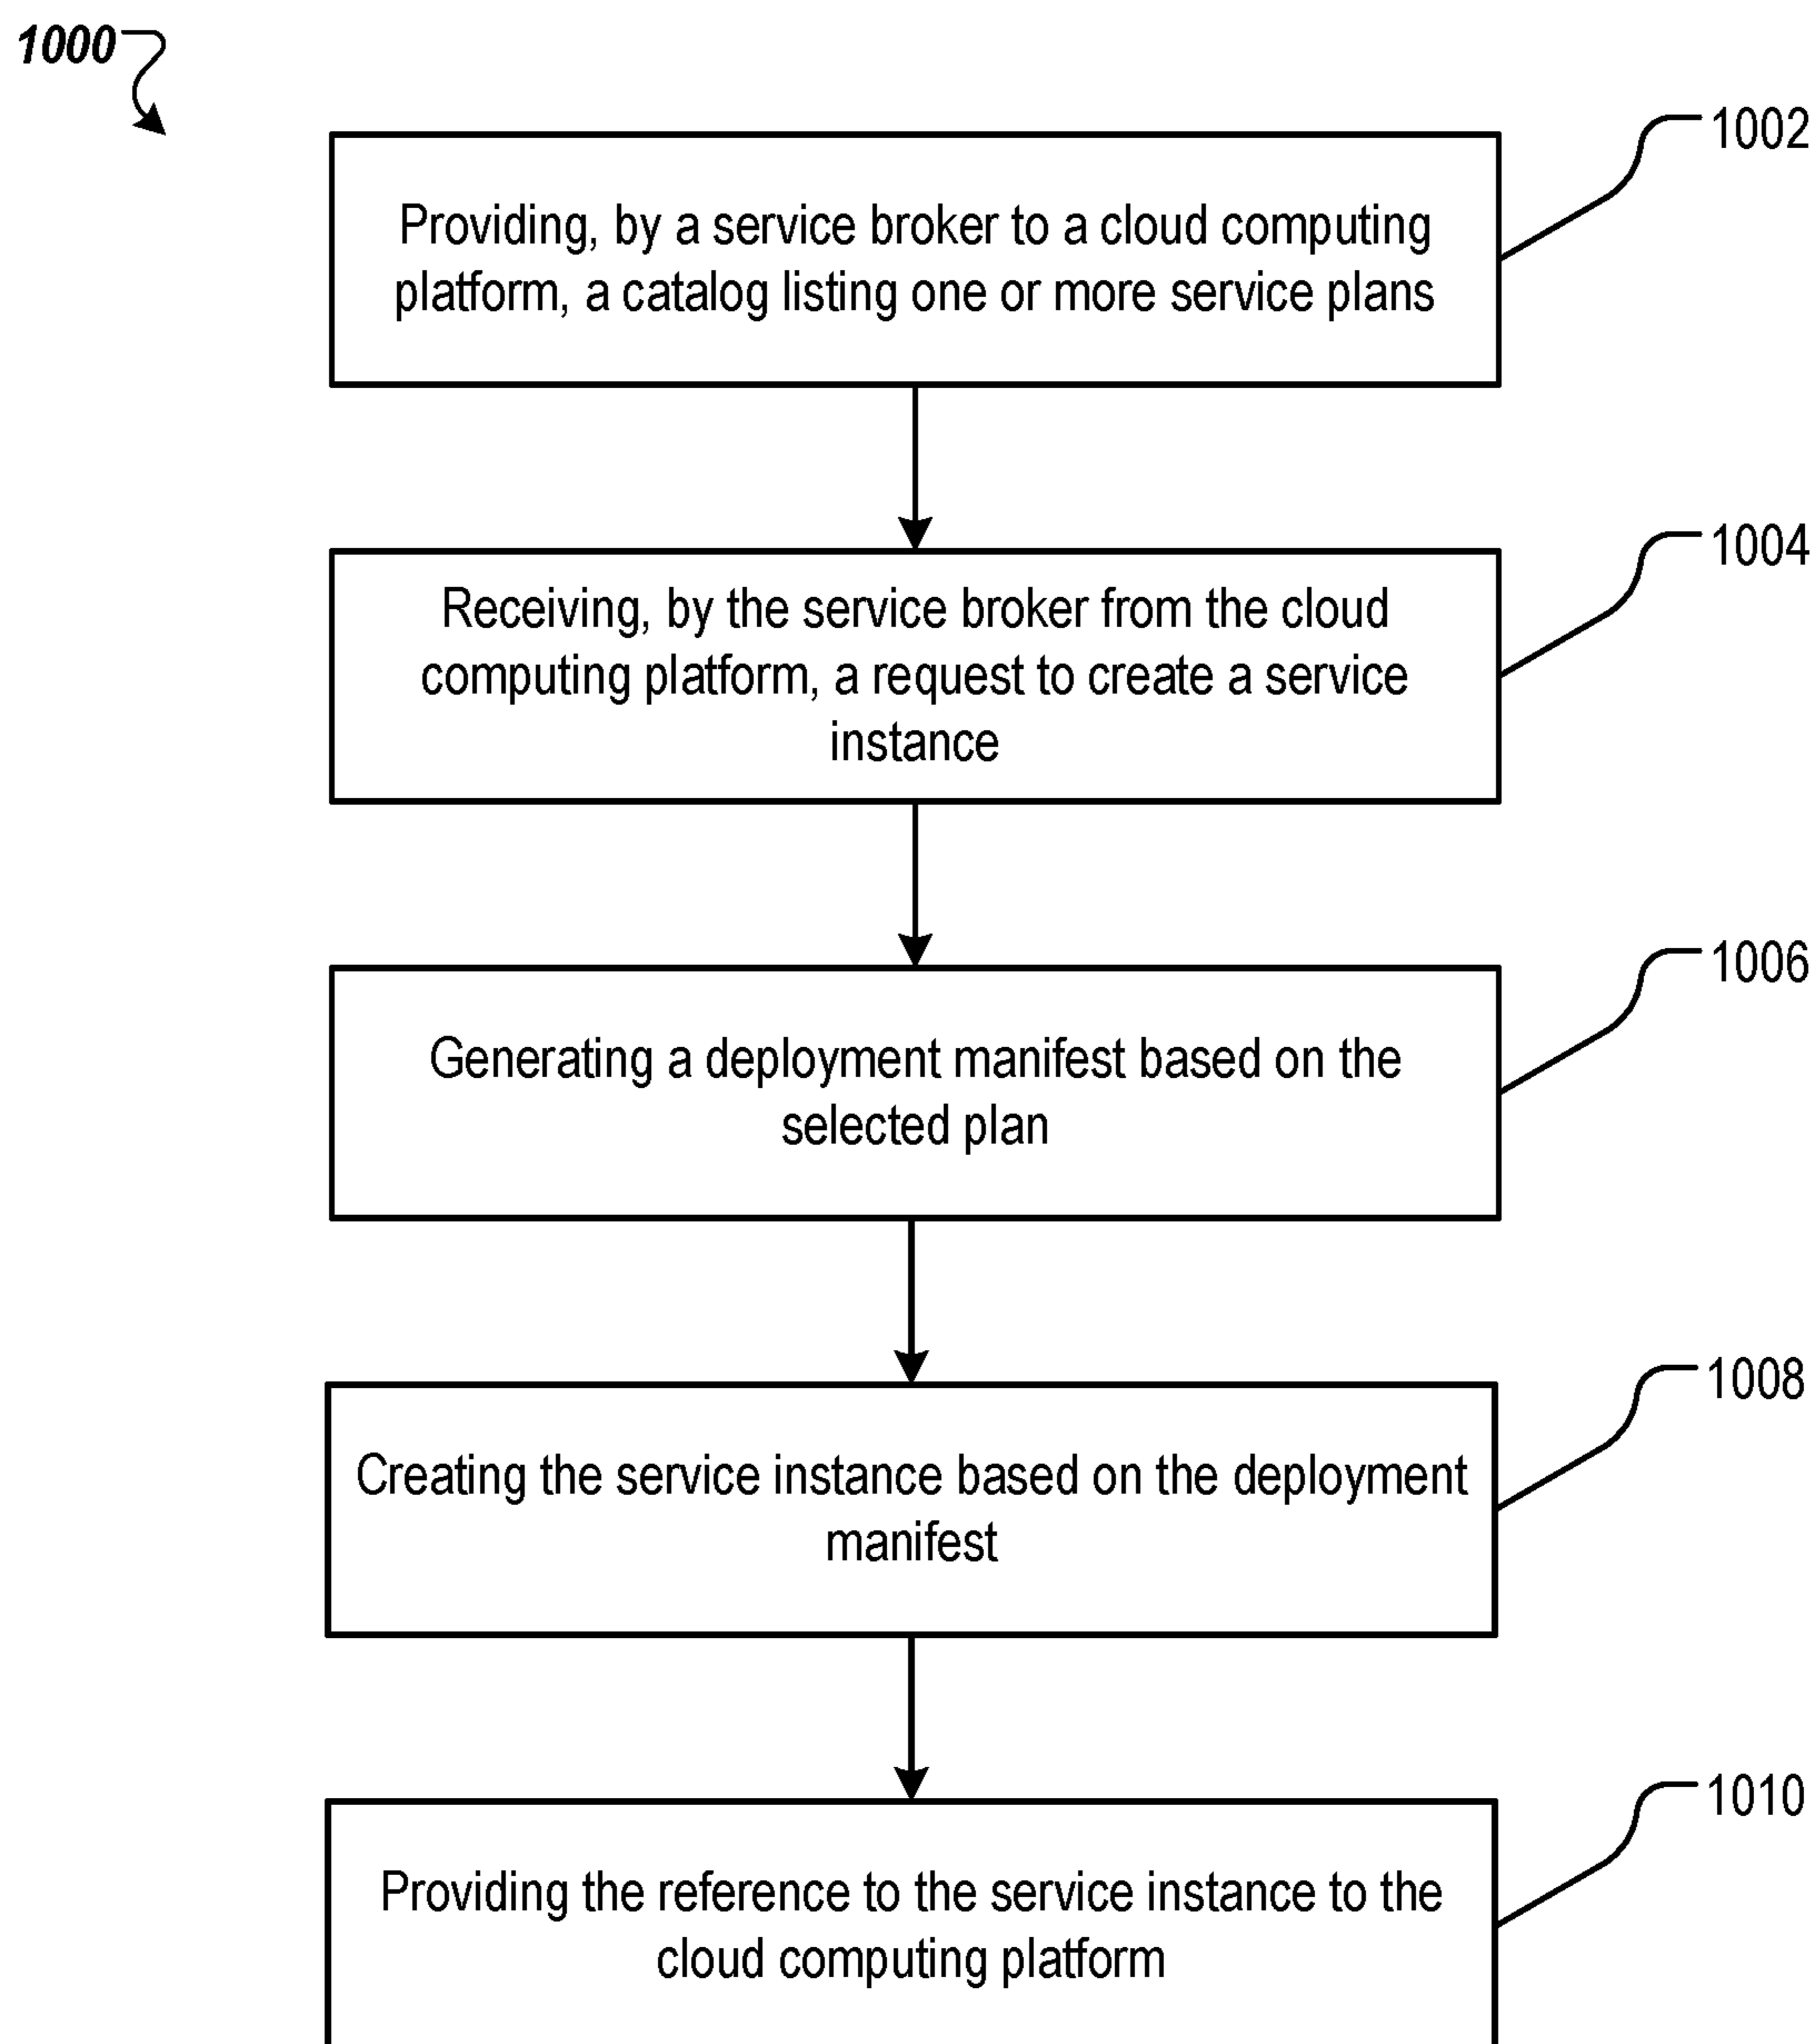 1000
1002
Providing, by a service broker to a cloud computing
platform, a catalog listing one or more service plans
1004
Receiving, by the service broker from the cloud
computing platform, a request to create a service
instance
1006
Generating a deployment manifest based on the
selected plan
1008
Creating the service instance based on the deployment
manifest
1010
Providing the reference to the service instance to the
cloud computing platform